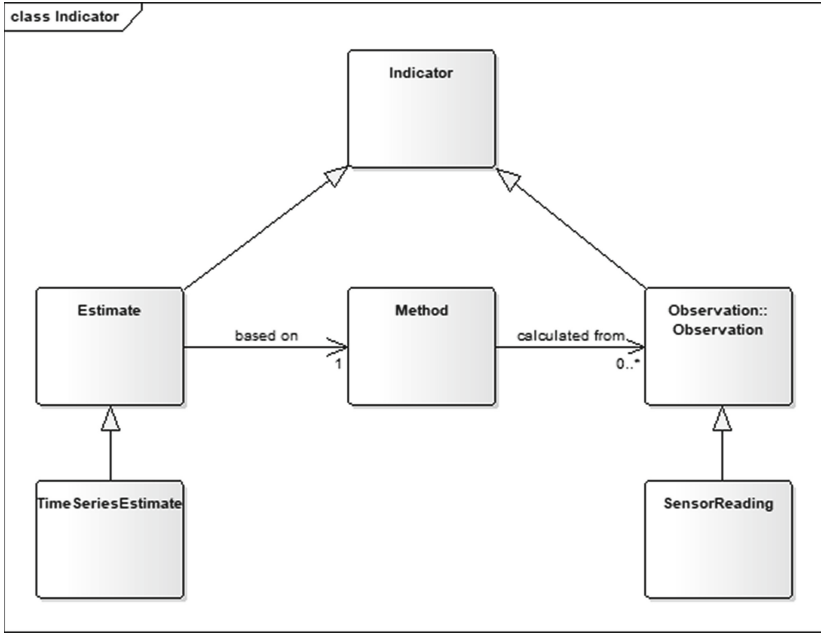 class Indicator
Indicator
Estimate
based on
1
Method
calculated from
0..*
Observation::
Observation
TimeSeriesEstimate
SensorReading